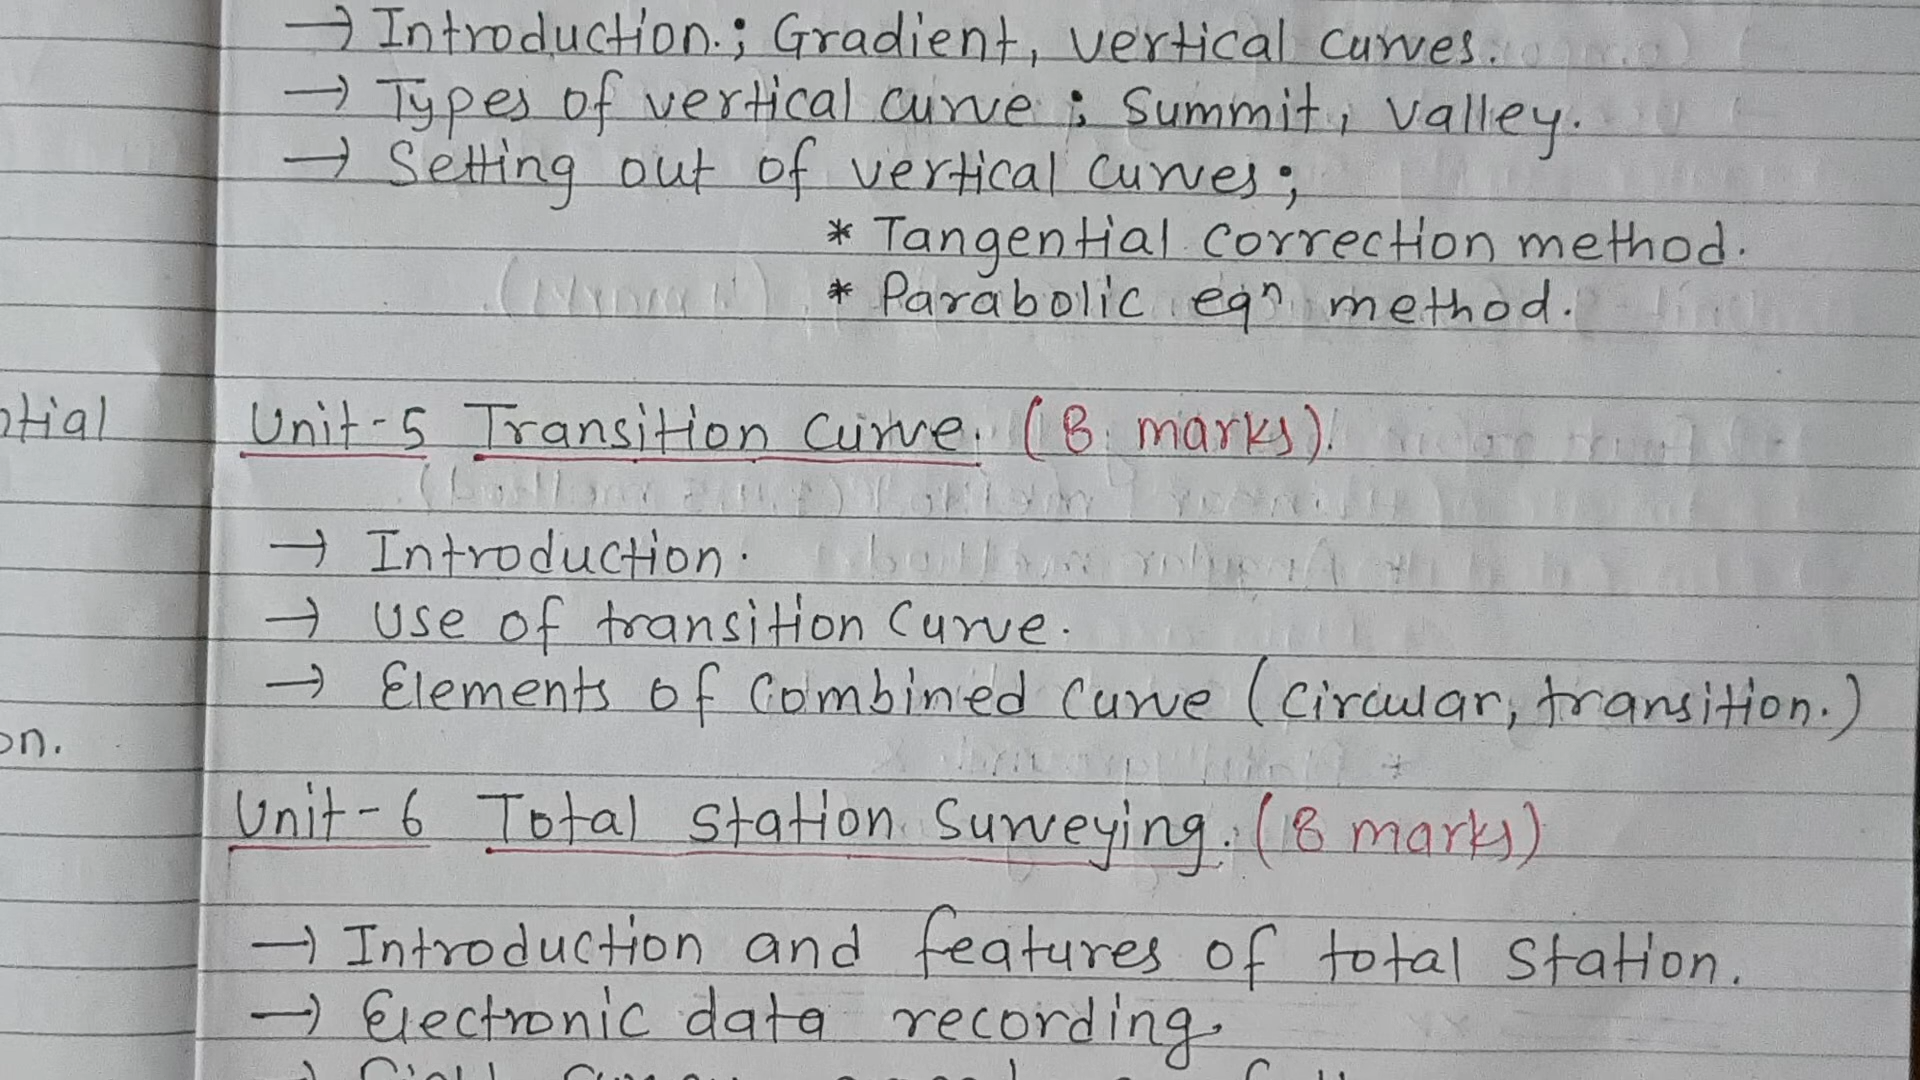 → Introduction.; Gradient, vertical curves.
→ Types of vertical curve; Summit, valley.
→ Setting out of vertical curves;
* Tangential correction method.
* Parabolic eqⁿ method.
Unit-5 Transition Curve. (8 marks).
→ Introduction.
→ Use of transition curve.
→ Elements of combined curve (circular, transition.)
on.
Unit-6 Total Station Surveying. (8 marks)
→ Introduction and features of total station.
→ Electronic data recording.